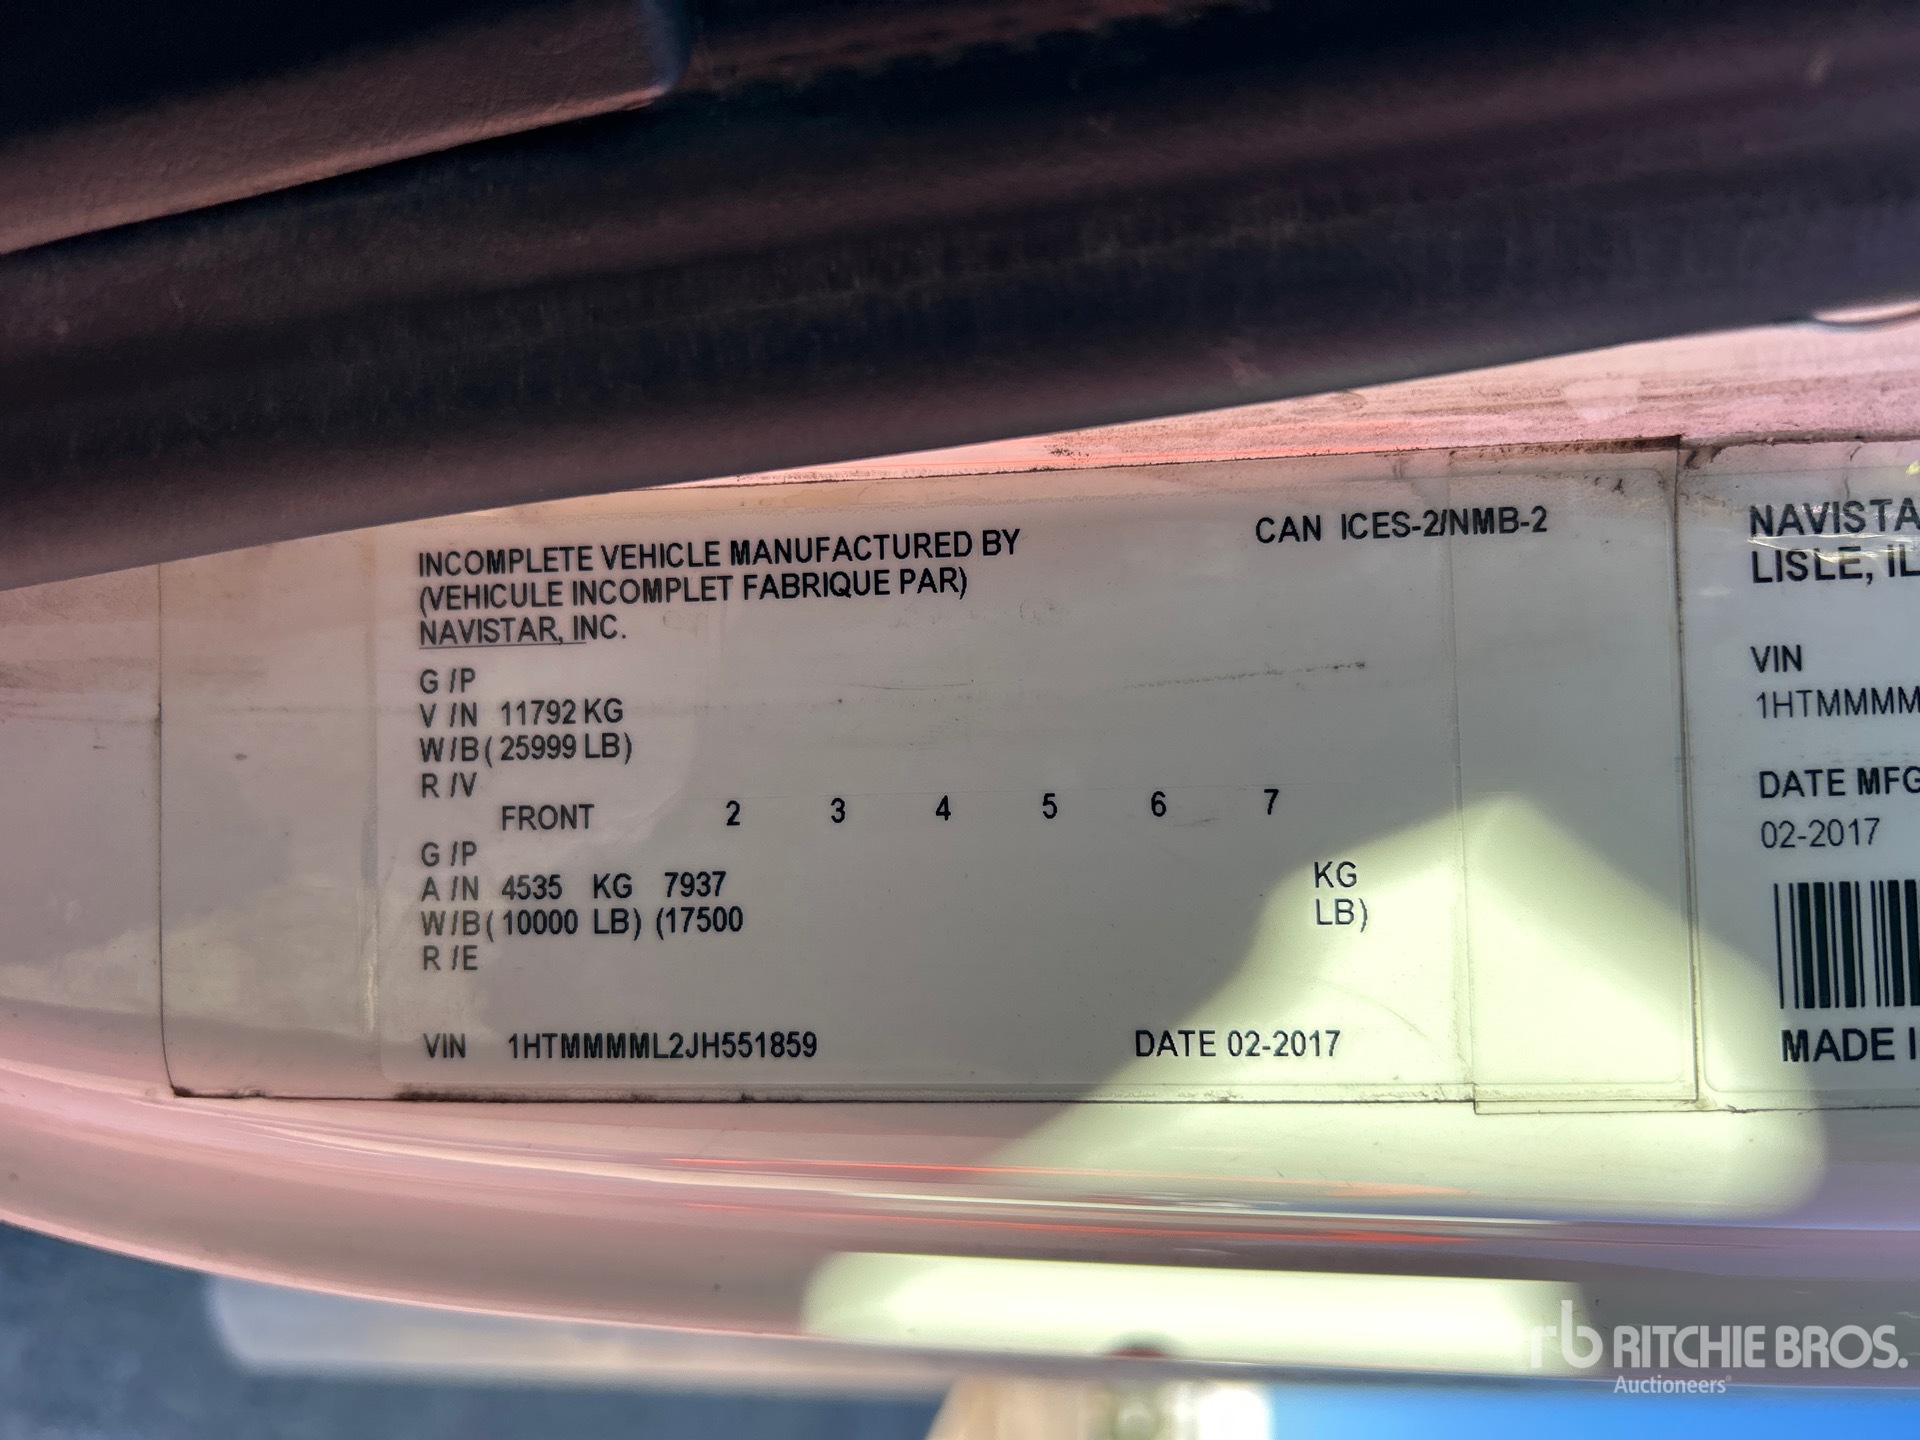 INCOMPLETE VEHICLE MANUFACTURED BY
(VEHICULE INCOMPLET FABRIQUE PAR)
NAVISTAR, INC.
CAN ICES-2/NMB-2
G /P
V /N 11792 KG
W/B ( 25999 LB)
R /V
FRONT 2 3 4 5 6 7
G /P
A /N 4535 KG 7937 KG
W/B ( 10000 LB) (17500 LB)
R /E
VIN 1HTMMMML2JH551859 DATE 02-2017
NAVISTA
LISLE, IL
VIN
1HTMMMM
DATE MFG
02-2017
MADE I
rb RITCHIE BROS.
Auctioneers